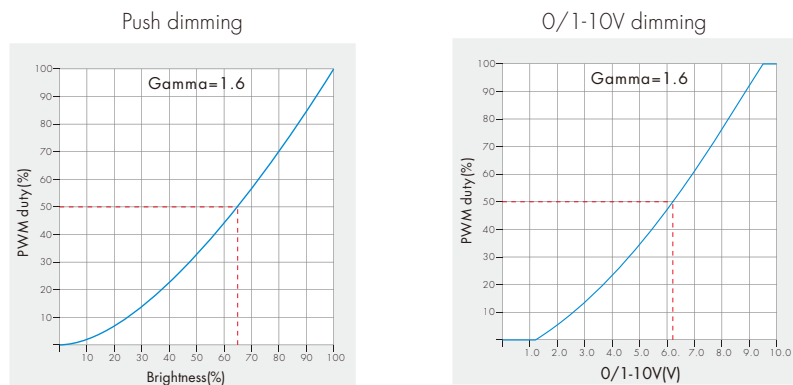 Push dimming
Gamma=1.6
100
90
80
70
60
50
40
30
20
10
PWM duty(%)
10 20 30 40 50 60 70 80 90 100
Brightness(%)
0/1-10V dimming
Gamma=1.6
100
90
80
70
60
50
40
30
20
10
PWM duty(%)
1.0 2.0 3.0 4.0 5.0 6.0 7.0 8.0 9.0 10.0
0/1-10V(V)